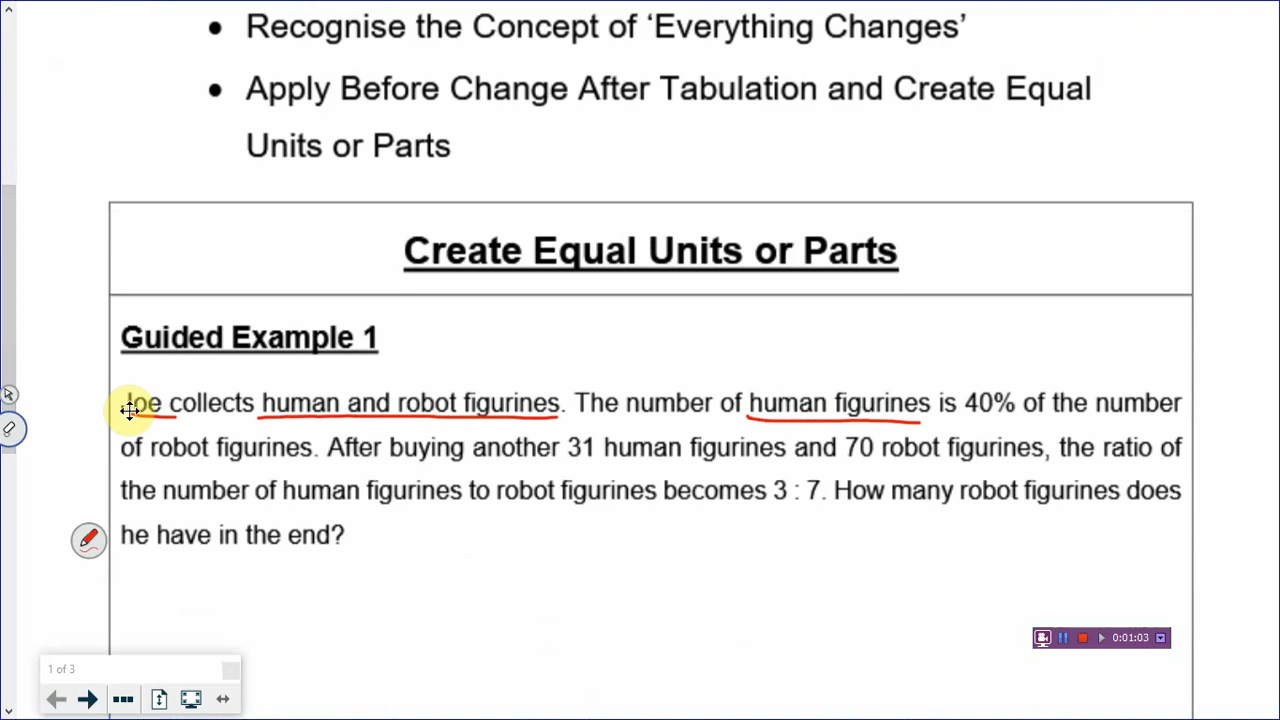 • Recognise the Concept of ‘Everything Changes’
• Apply Before Change After Tabulation and Create Equal
Units or Parts
Create Equal Units or Parts
Guided Example 1
Joe collects human and robot figurines. The number of human figurines is 40% of the number
of robot figurines. After buying another 31 human figurines and 70 robot figurines, the ratio of
the number of human figurines to robot figurines becomes 3 : 7. How many robot figurines does
he have in the end?
0:01:03
1 of 3